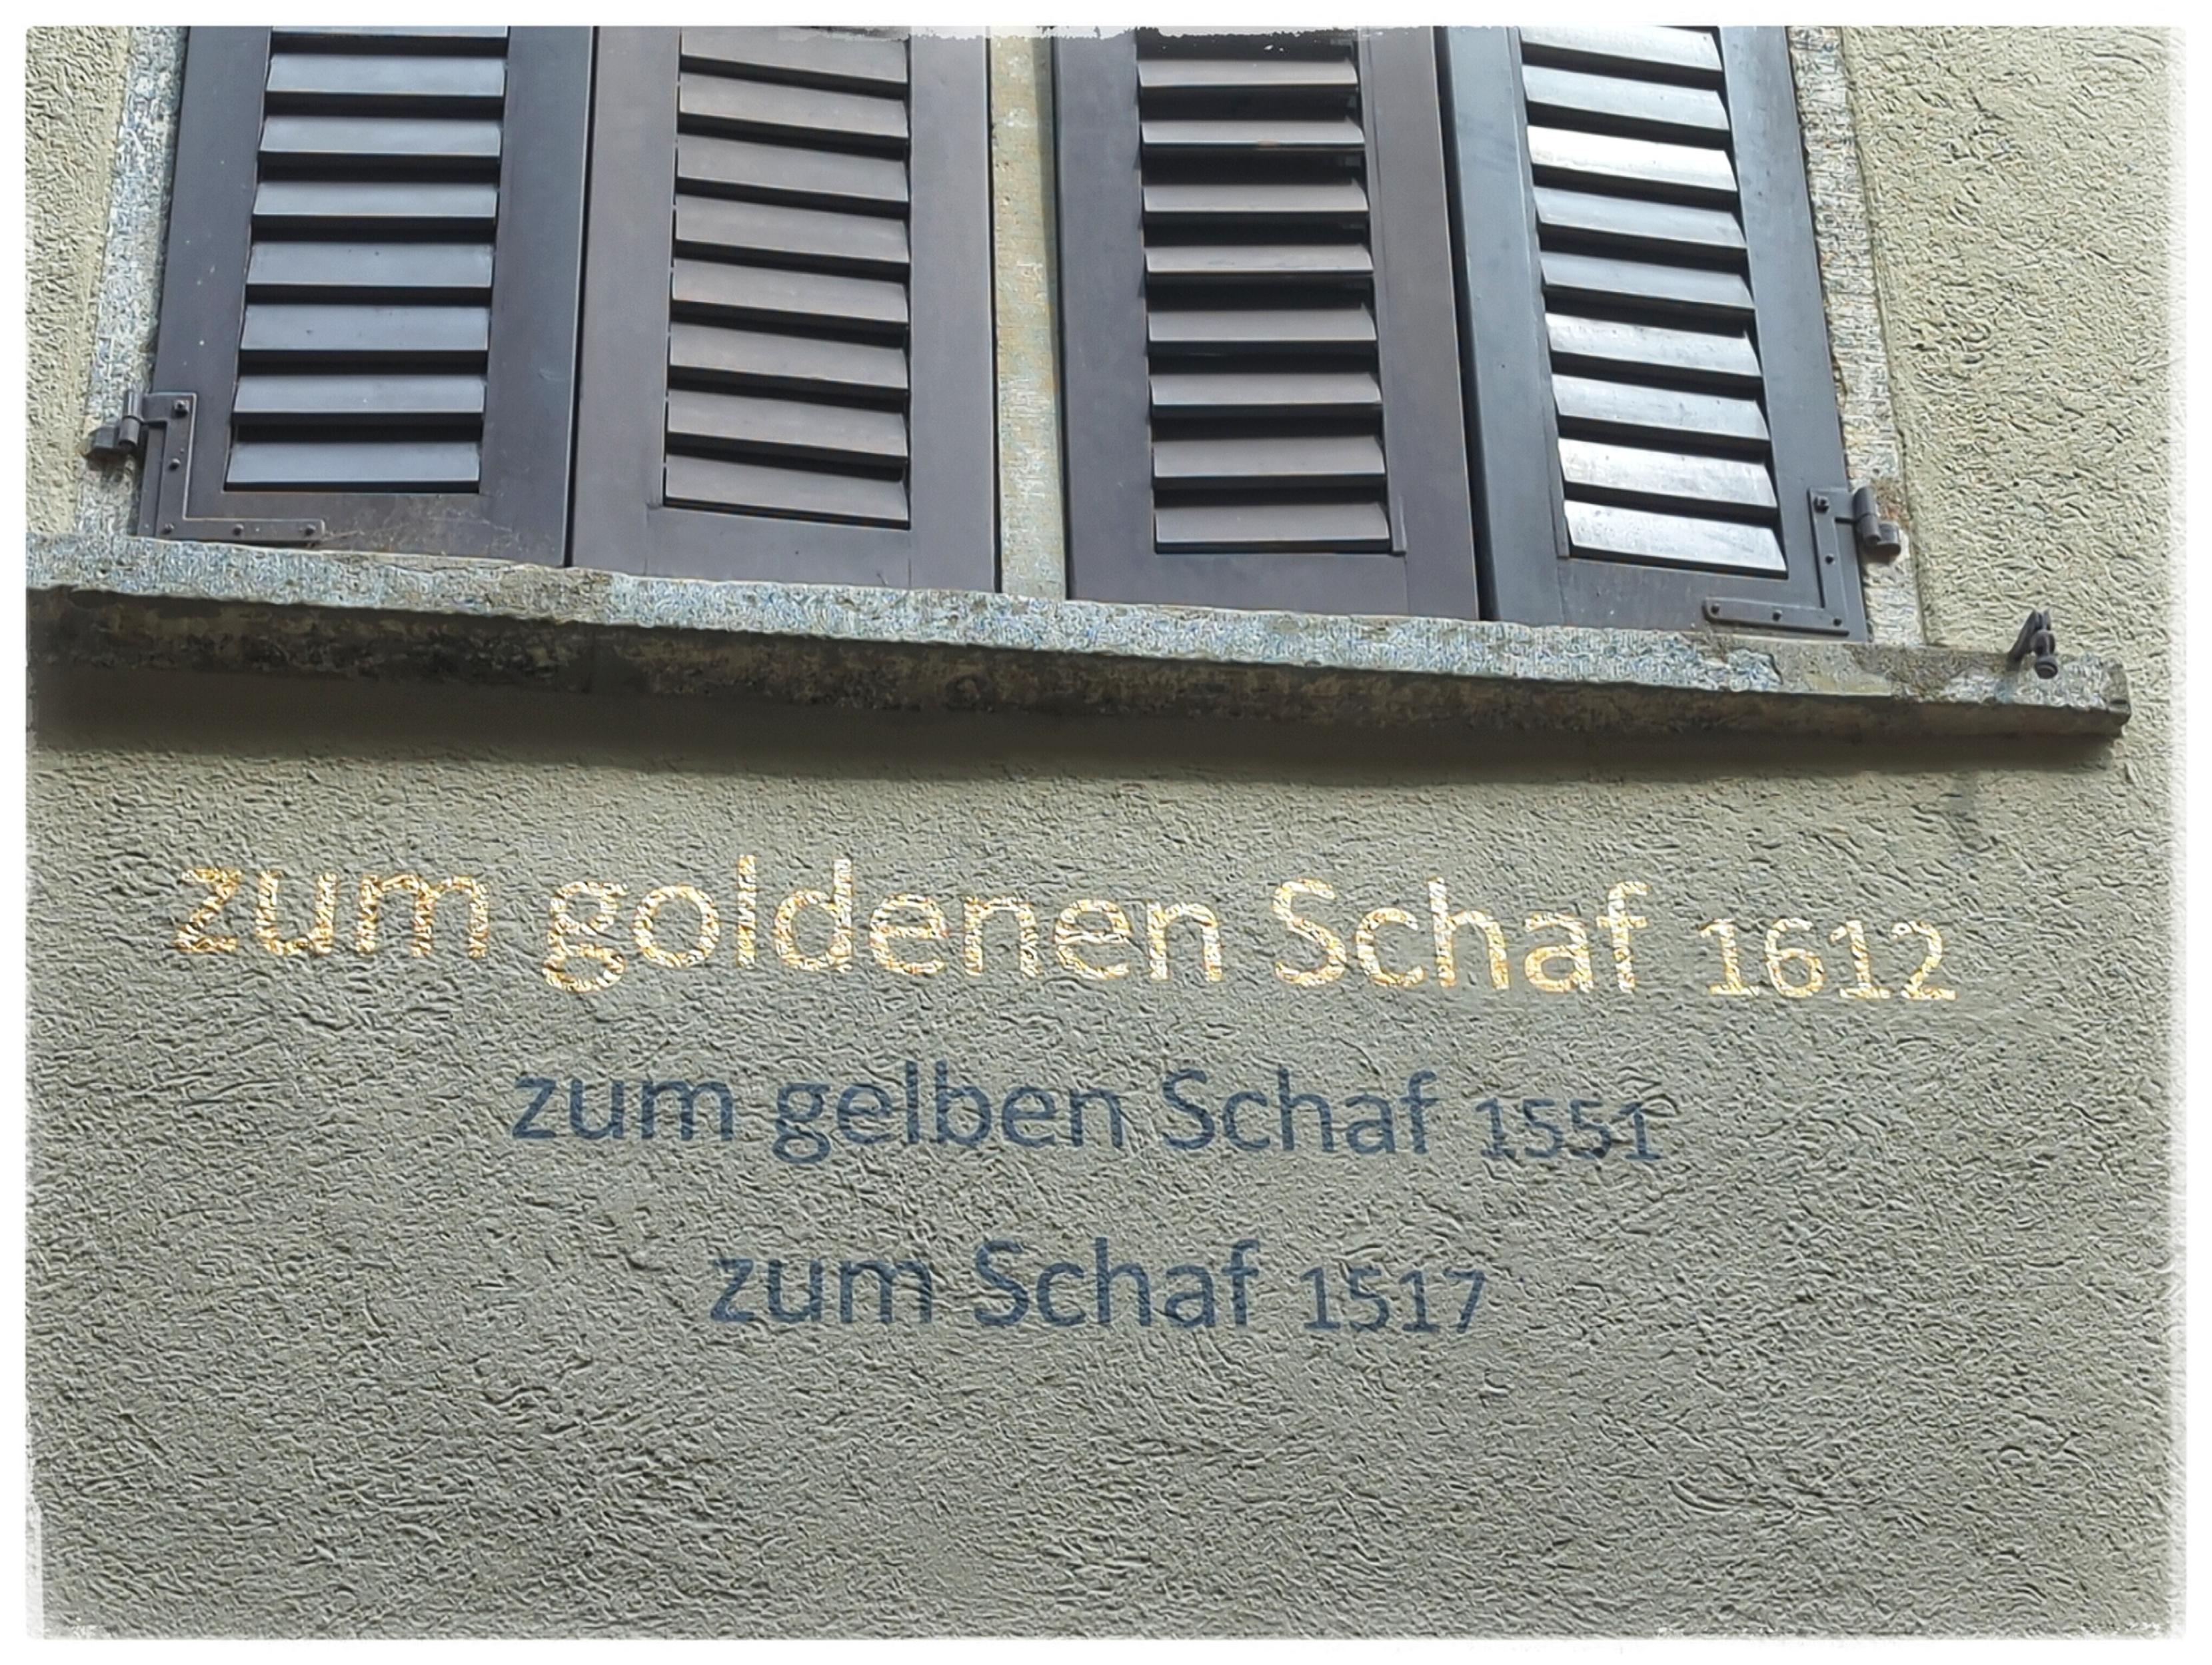 zum goldenen Schaf 1612
zum gelben Schaf 1551
zum Schaf 1517